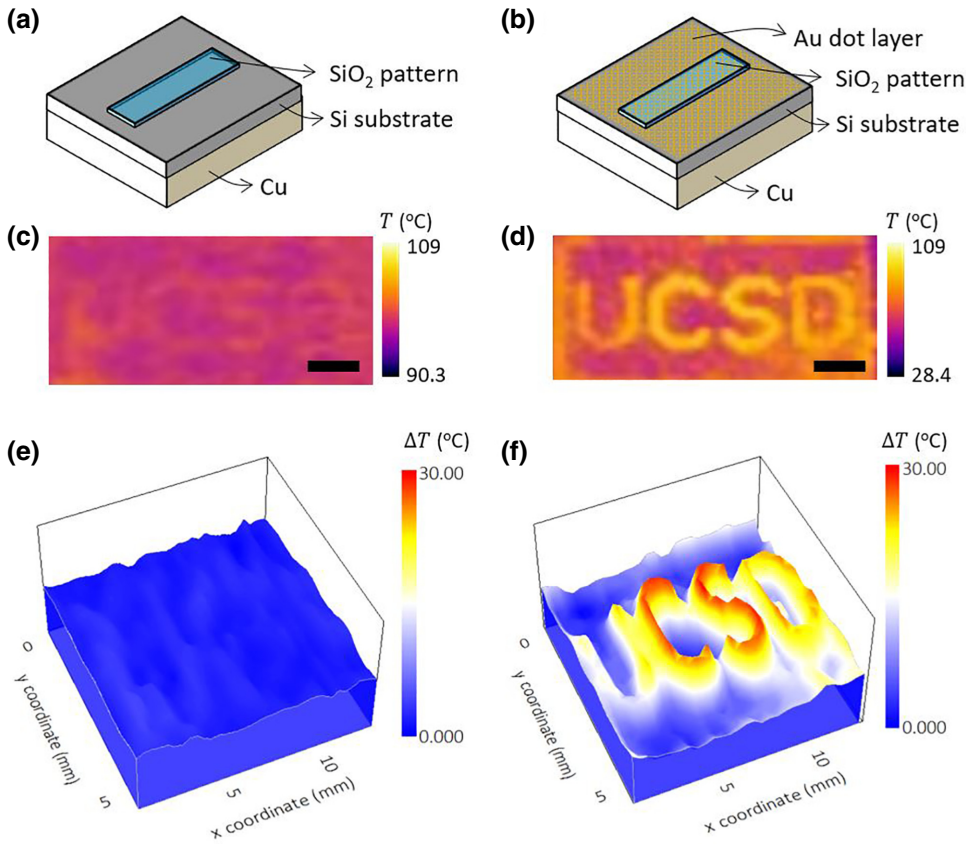 (a)
SiO₂ pattern
Si substrate
Cu
(b)
Au dot layer
SiO₂ pattern
Si substrate
Cu
(c)
T (°C)
109
90.3
(d)
UCSD
T (°C)
109
28.4
(e)
ΔT (°C)
30.00
0.000
0
y coordinate (mm)
5
5
10
x coordinate (mm)
(f)
ΔT (°C)
30.00
0.000
UCSD
0
y coordinate (mm)
5
5
10
x coordinate (mm)